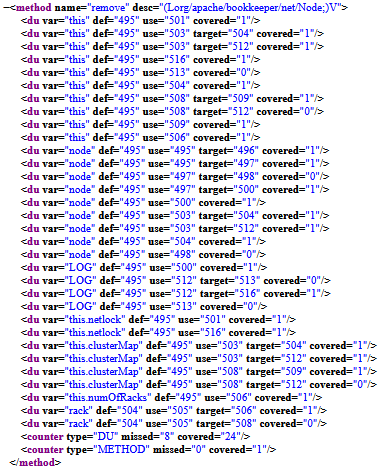 −<method name="remove" desc="(Lorg/apache/bookkeeper/net/Node;)V">
<du var="this" def="495" use="501" covered="1"/>
<du var="this" def="495" use="503" target="504" covered="1"/>
<du var="this" def="495" use="503" target="512" covered="1"/>
<du var="this" def="495" use="516" covered="1"/>
<du var="this" def="495" use="513" covered="0"/>
<du var="this" def="495" use="504" covered="1"/>
<du var="this" def="495" use="508" target="509" covered="1"/>
<du var="this" def="495" use="508" target="512" covered="0"/>
<du var="this" def="495" use="509" covered="1"/>
<du var="this" def="495" use="506" covered="1"/>
<du var="node" def="495" use="495" target="496" covered="1"/>
<du var="node" def="495" use="495" target="497" covered="1"/>
<du var="node" def="495" use="497" target="498" covered="0"/>
<du var="node" def="495" use="497" target="500" covered="1"/>
<du var="node" def="495" use="500" covered="1"/>
<du var="node" def="495" use="503" target="504" covered="1"/>
<du var="node" def="495" use="503" target="512" covered="1"/>
<du var="node" def="495" use="504" covered="1"/>
<du var="node" def="495" use="498" covered="0"/>
<du var="LOG" def="495" use="500" covered="1"/>
<du var="LOG" def="495" use="512" target="513" covered="0"/>
<du var="LOG" def="495" use="512" target="516" covered="1"/>
<du var="LOG" def="495" use="513" covered="0"/>
<du var="this.netlock" def="495" use="501" covered="1"/>
<du var="this.netlock" def="495" use="516" covered="1"/>
<du var="this.clusterMap" def="495" use="503" target="504" covered="1"/>
<du var="this.clusterMap" def="495" use="503" target="512" covered="1"/>
<du var="this.clusterMap" def="495" use="508" target="509" covered="1"/>
<du var="this.clusterMap" def="495" use="508" target="512" covered="0"/>
<du var="this.numOfRacks" def="495" use="506" covered="1"/>
<du var="rack" def="504" use="505" target="506" covered="1"/>
<du var="rack" def="504" use="505" target="508" covered="0"/>
<counter type="DU" missed="8" covered="24"/>
<counter type="METHOD" missed="0" covered="1"/>
</method>